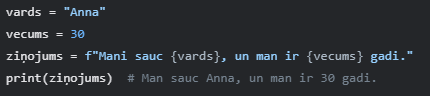 vards = "Anna"
vecums = 30
ziņojums = f"Mani sauc {vards}, un man ir {vecums} gadi."
print(ziņojums)  # Man sauc Anna, un man ir 30 gadi.